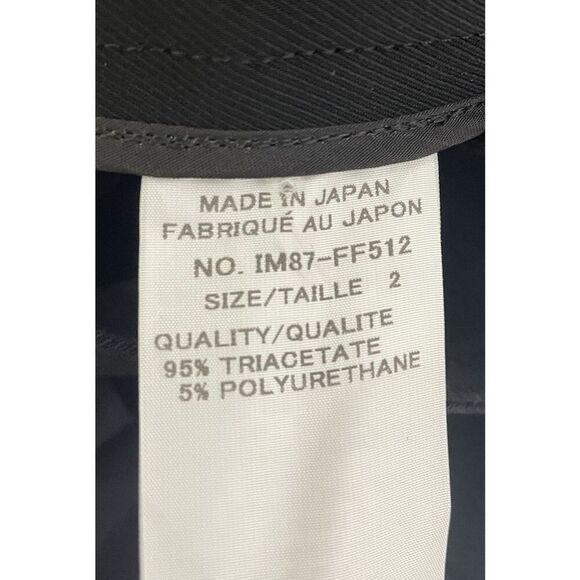 MADE IN JAPAN
FABRIQUÉ AU JAPON
NO. IM87-FF512
SIZE/TAILLE 2
QUALITY/QUALITE
95% TRIACETATE
5% POLYURETHANE